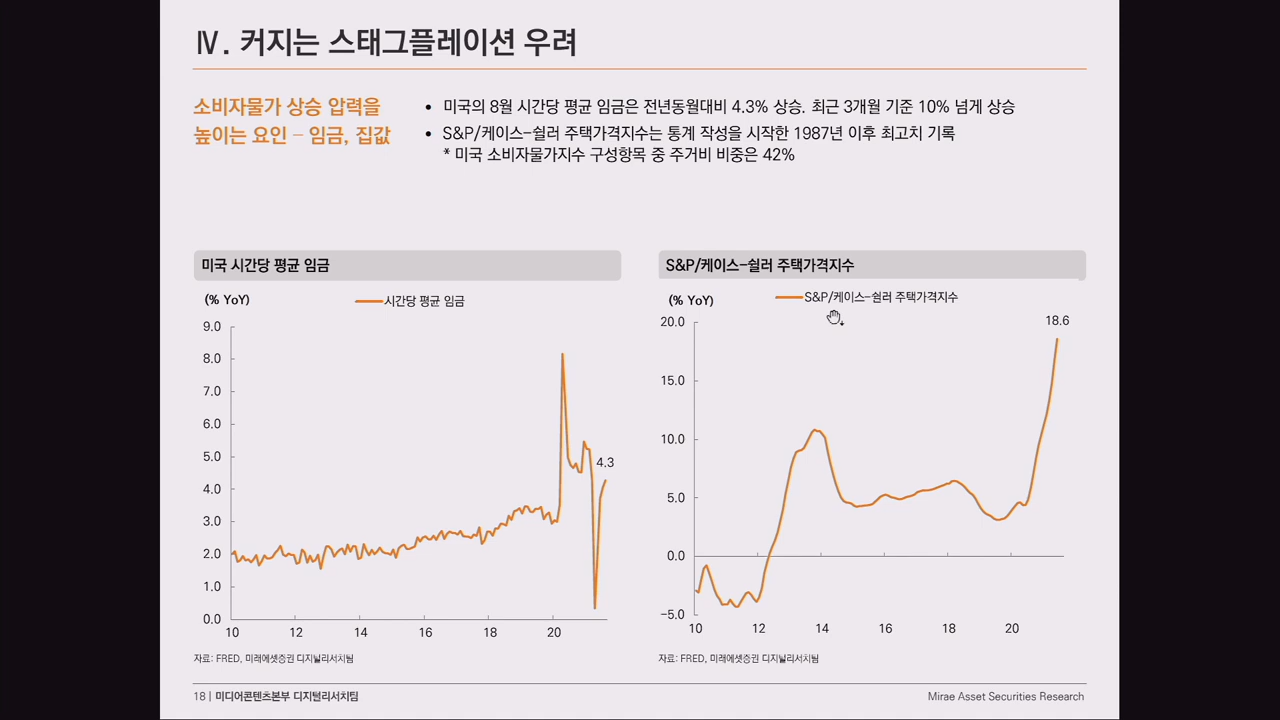 Ⅳ. 커지는 스태그플레이션 우려
소비자물가 상승 압력을
높이는 요인 – 임금, 집값
• 미국의 8월 시간당 평균 임금은 전년동월대비 4.3% 상승. 최근 3개월 기준 10% 넘게 상승
• S&P/케이스-쉴러 주택가격지수는 통계 작성을 시작한 1987년 이후 최고치 기록
* 미국 소비자물가지수 구성항목 중 주거비 비중은 42%
미국 시간당 평균 임금
(% YoY)
시간당 평균 임금
9.0
8.0
7.0
6.0
5.0
4.0
3.0
2.0
1.0
0.0
4.3
10 12 14 16 18 20
자료: FRED, 미래에셋증권 디지털리서치팀
S&P/케이스-쉴러 주택가격지수
(% YoY)
S&P/케이스-쉴러 주택가격지수
20.0
15.0
10.0
5.0
0.0
-5.0
18.6
10 12 14 16 18 20
자료: FRED, 미래에셋증권 디지털리서치팀
18 | 미디어콘텐츠본부 디지털리서치팀
Mirae Asset Securities Research